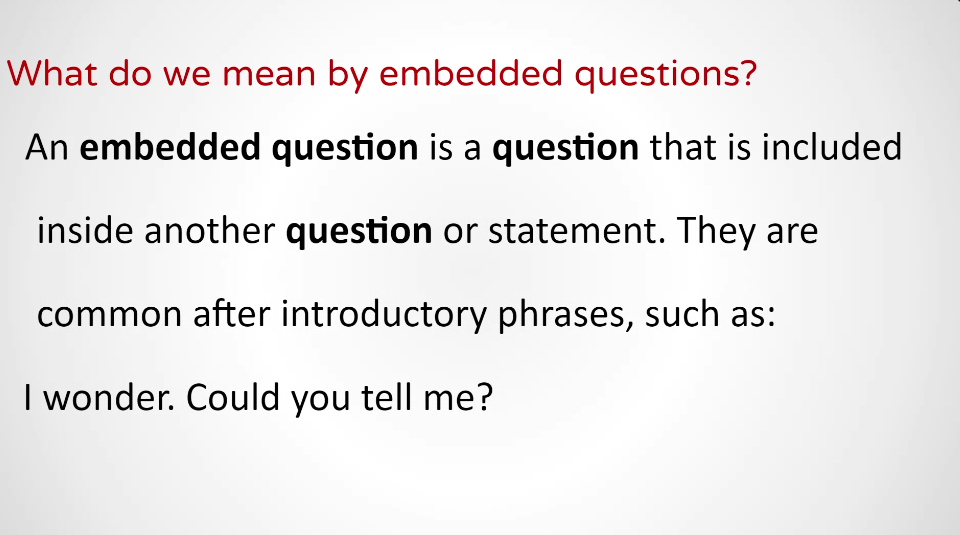 What do we mean by embedded questions?
An embedded question is a question that is included
inside another question or statement. They are
common after introductory phrases, such as:
I wonder. Could you tell me?